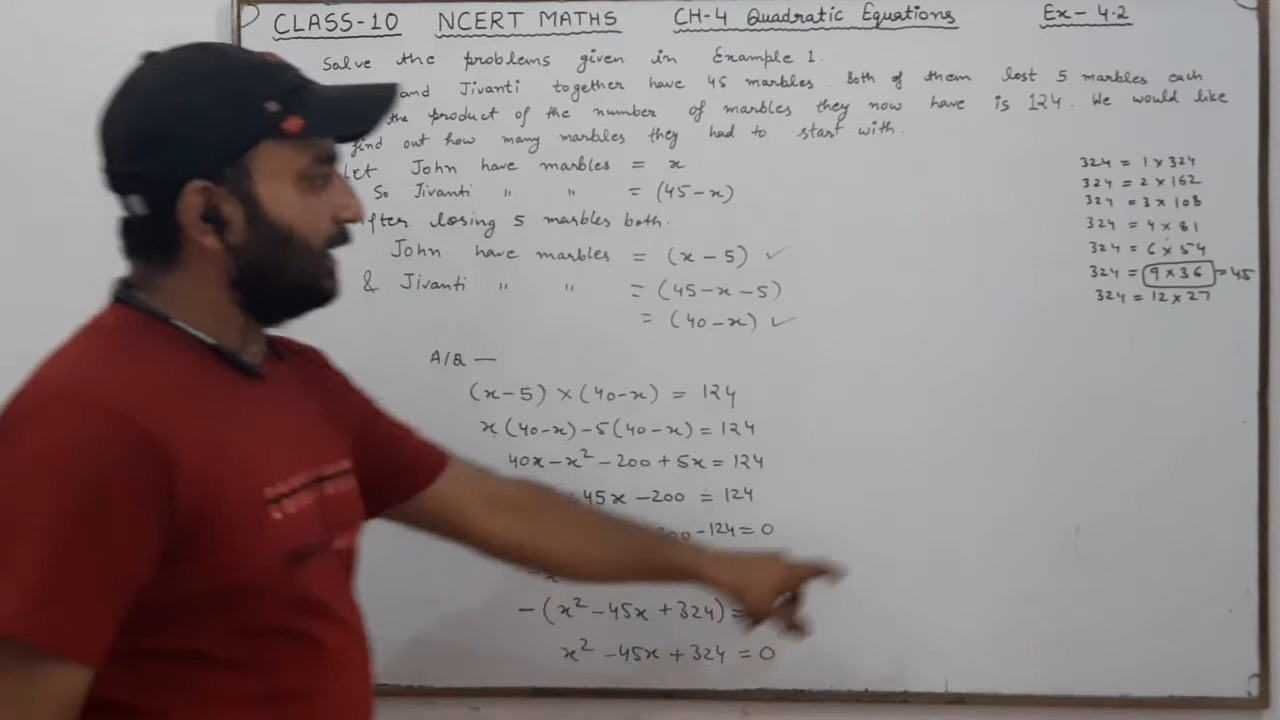 CLASS-10 NCERT MATHS CH-4 Quadratic Equations Ex-4.2
Solve the problems given in Example 1.
and Jivanti together have 45 marbles. Both of them lost 5 marbles each
the product of the number of marbles they now have is 124. We would like
find out how many marbles they had to start with.
Let John have marbles = x
So Jivanti " " = (45-x)
After losing 5 marbles both.
John have marbles = (x-5) ✓
& Jivanti " " = (45-x-5)
= (40-x) ✓
A/Q —
(x-5) × (40-x) = 124
x(40-x)-5(40-x) = 124
40x-x²-200+5x = 124
45x-200 = 124
-124=0
-(x²-45x+324) =
x²-45x+324 = 0
324 = 1×324
324 = 2×162
324 = 3×108
324 = 4×81
324 = 6×54
324 = 9×36 = 45
324 = 12×27